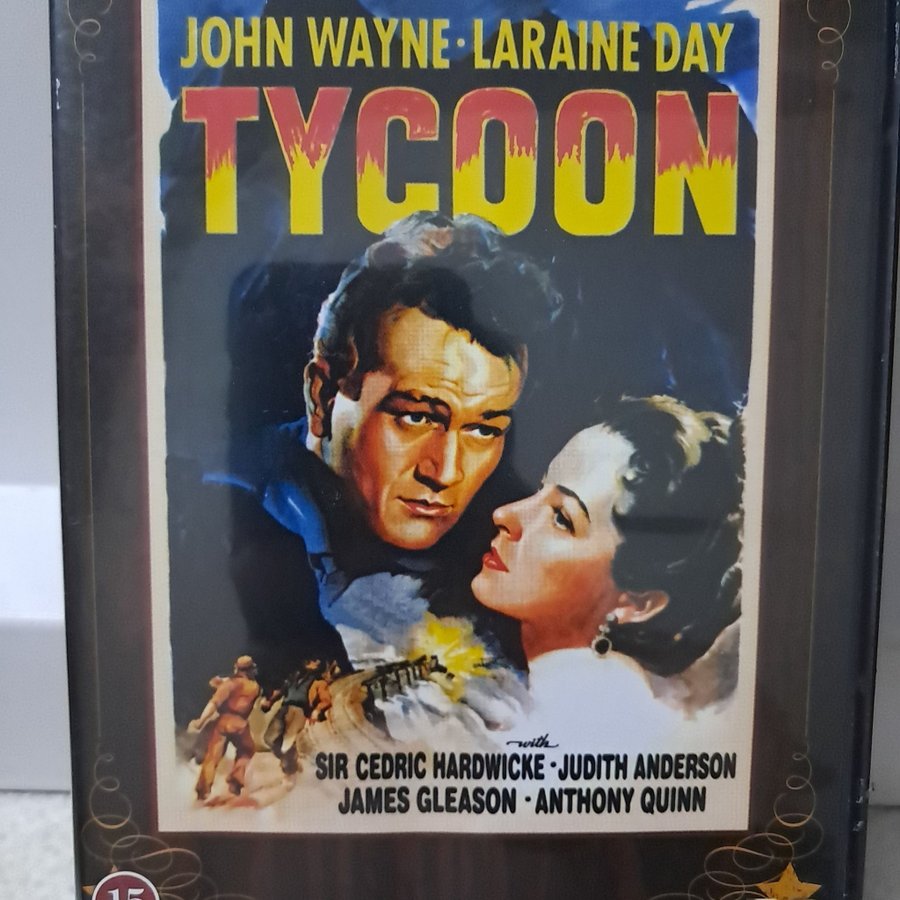 JOHN WAYNE · LARAINE DAY
TYCOON
with
SIR CEDRIC HARDWICKE · JUDITH ANDERSON
JAMES GLEASON · ANTHONY QUINN
15